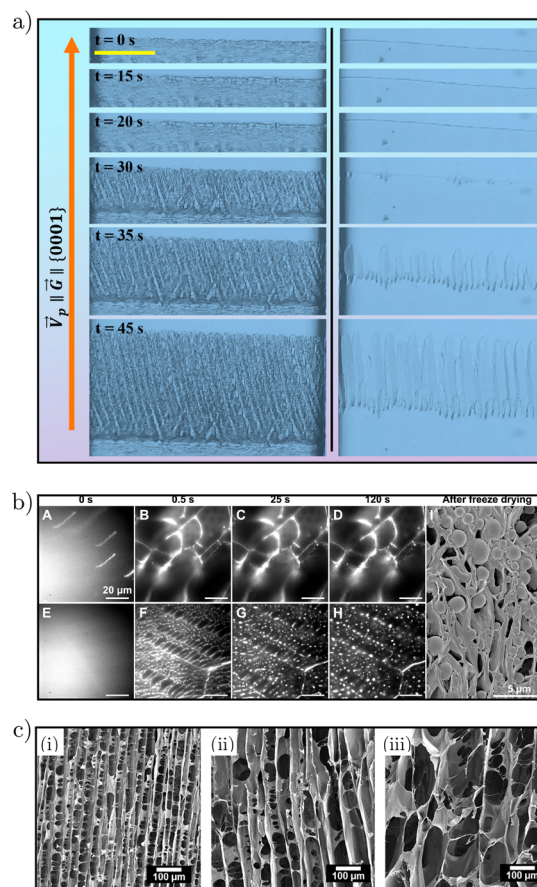 a)
t = 0 s
t = 15 s
t = 20 s
t = 30 s
t = 35 s
t = 45 s
V⃗p ∥ G⃗ ∥ {0001}
b)
0 s 0.5 s 25 s 120 s After freeze drying
A B C D I
20 μm
E F G H
5 μm
c)
(i) (ii) (iii)
100 μm 100 μm 100 μm